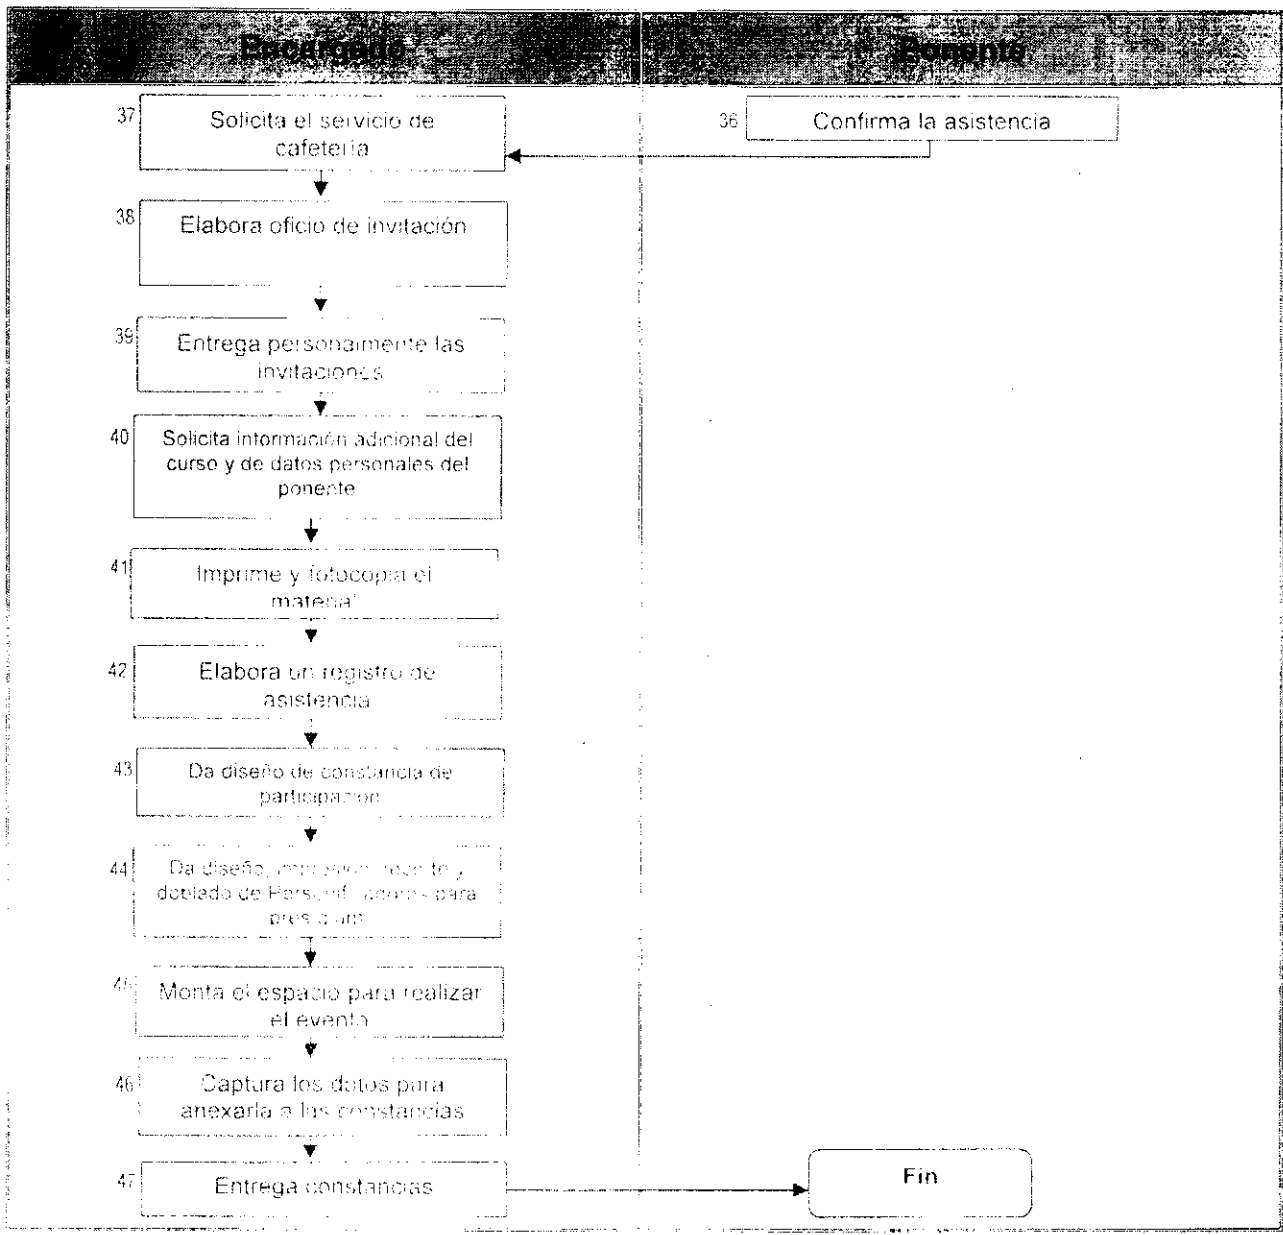 Encargado
Ponente
36
Confirma la asistencia
37
Solicita el servicio de
cafetería
38
Elabora oficio de invitación
39
Entrega personalmente las
invitaciones
40
Solicita información adicional del
curso y de datos personales del
ponente
41
Imprime y fotocopia el
material
42
Elabora un registro de
asistencia
43
Da diseño de constancia de
participación
44
Da diseño, impresión, recorte y
doblado de para
presidium
45
Monta el espacio para realizar
el evento
46
Captura los datos para
anexarla a las constancias
47
Entrega constancias
Fin